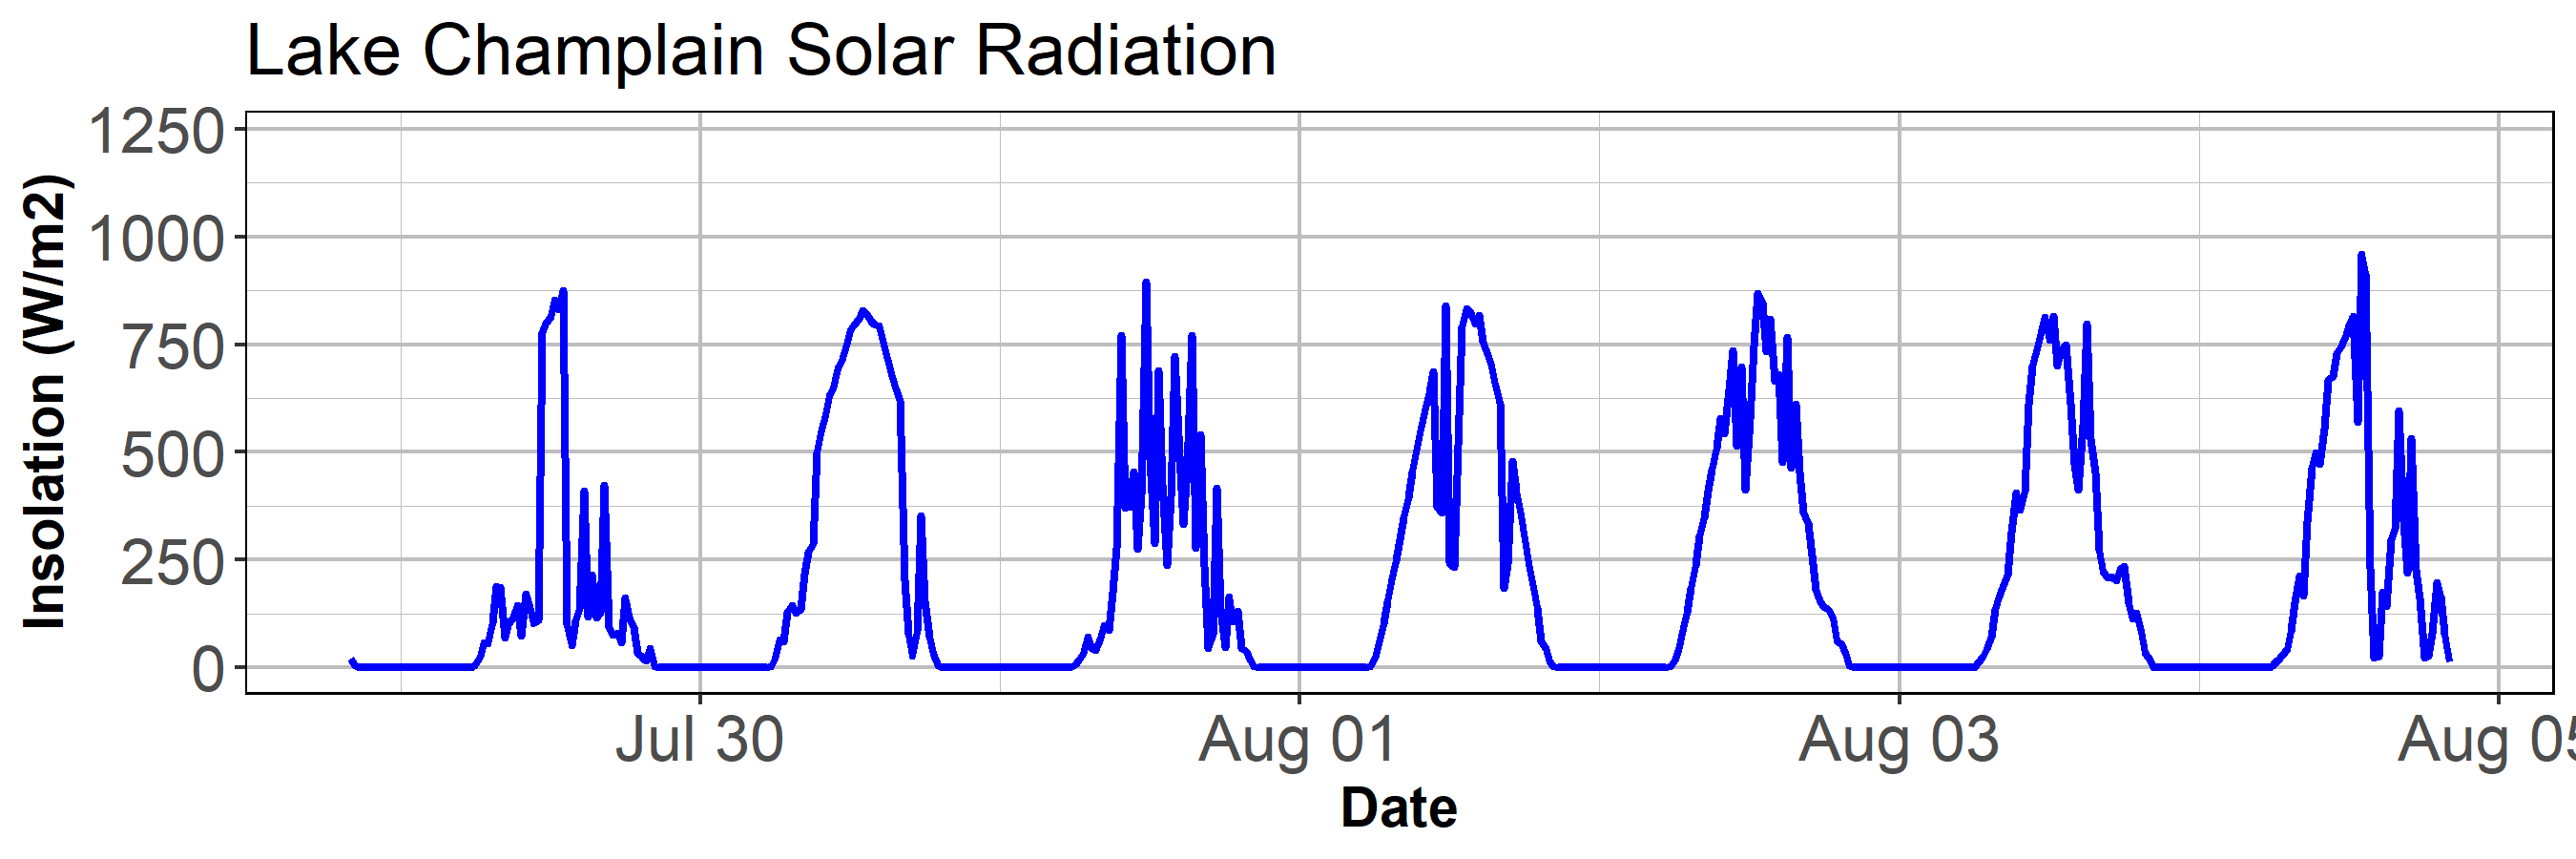 Lake Champlain Solar Radiation
1250
1000
750
500
250
0
Insolation (W/m2)
Jul 30 Aug 01 Aug 03 Aug 05
Date